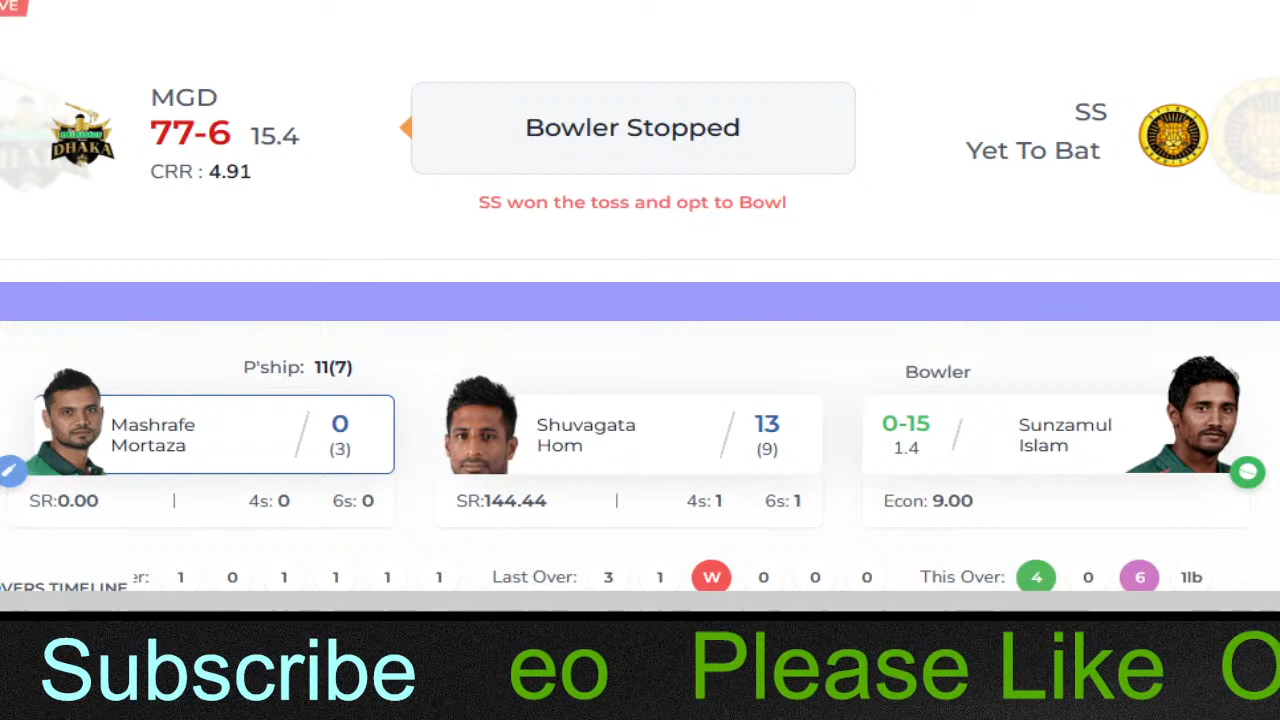 VE
MGD
77-6 15.4
CRR : 4.91
Bowler Stopped
SS won the toss and opt to Bowl
SS
Yet To Bat
DHAKA
P'ship: 11(7)
Mashrafe
Mortaza
0
(3)
SR:0.00 | 4s: 0 6s: 0
Shuvagata
Hom
13
(9)
SR:144.44 | 4s: 1 6s: 1
Bowler
0-15
1.4
Sunzamul
Islam
Econ: 9.00
OVERS TIMELINE
er: 1 0 1 1 1 1 Last Over: 3 1 W 0 0 0 This Over: 4 0 6 1lb
Subscribe eo Please Like O